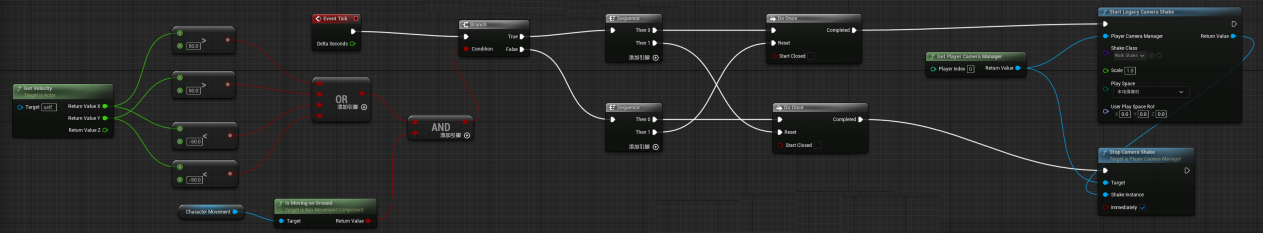 Get Velocity
Target is Actor
Target self
Return Value X
Return Value Y
Return Value Z
>
50.0
>
50.0
<
-50.0
<
-50.0
Character Movement
Is Moving on Ground
Target is Nav Movement Component
Target
Return Value
OR
添加引脚
AND
添加引脚
Event Tick
Delta Seconds
Branch
Condition
True
False
Sequence
Then 0
Then 1
添加引脚
Sequence
Then 0
Then 1
添加引脚
Do Once
Completed
Reset
Start Closed
Do Once
Completed
Reset
Start Closed
Get Player Camera Manager
Player Index 0
Return Value
Start Legacy Camera Shake
Player Camera Manager
Return Value
Shake Class
Walk Shake
Scale 1.0
Play Space
User Play Space Rot
X 0.0 Y 0.0 Z 0.0
Stop Camera Shake
Target is Player Camera Manager
Target
Shake Instance
Immediately